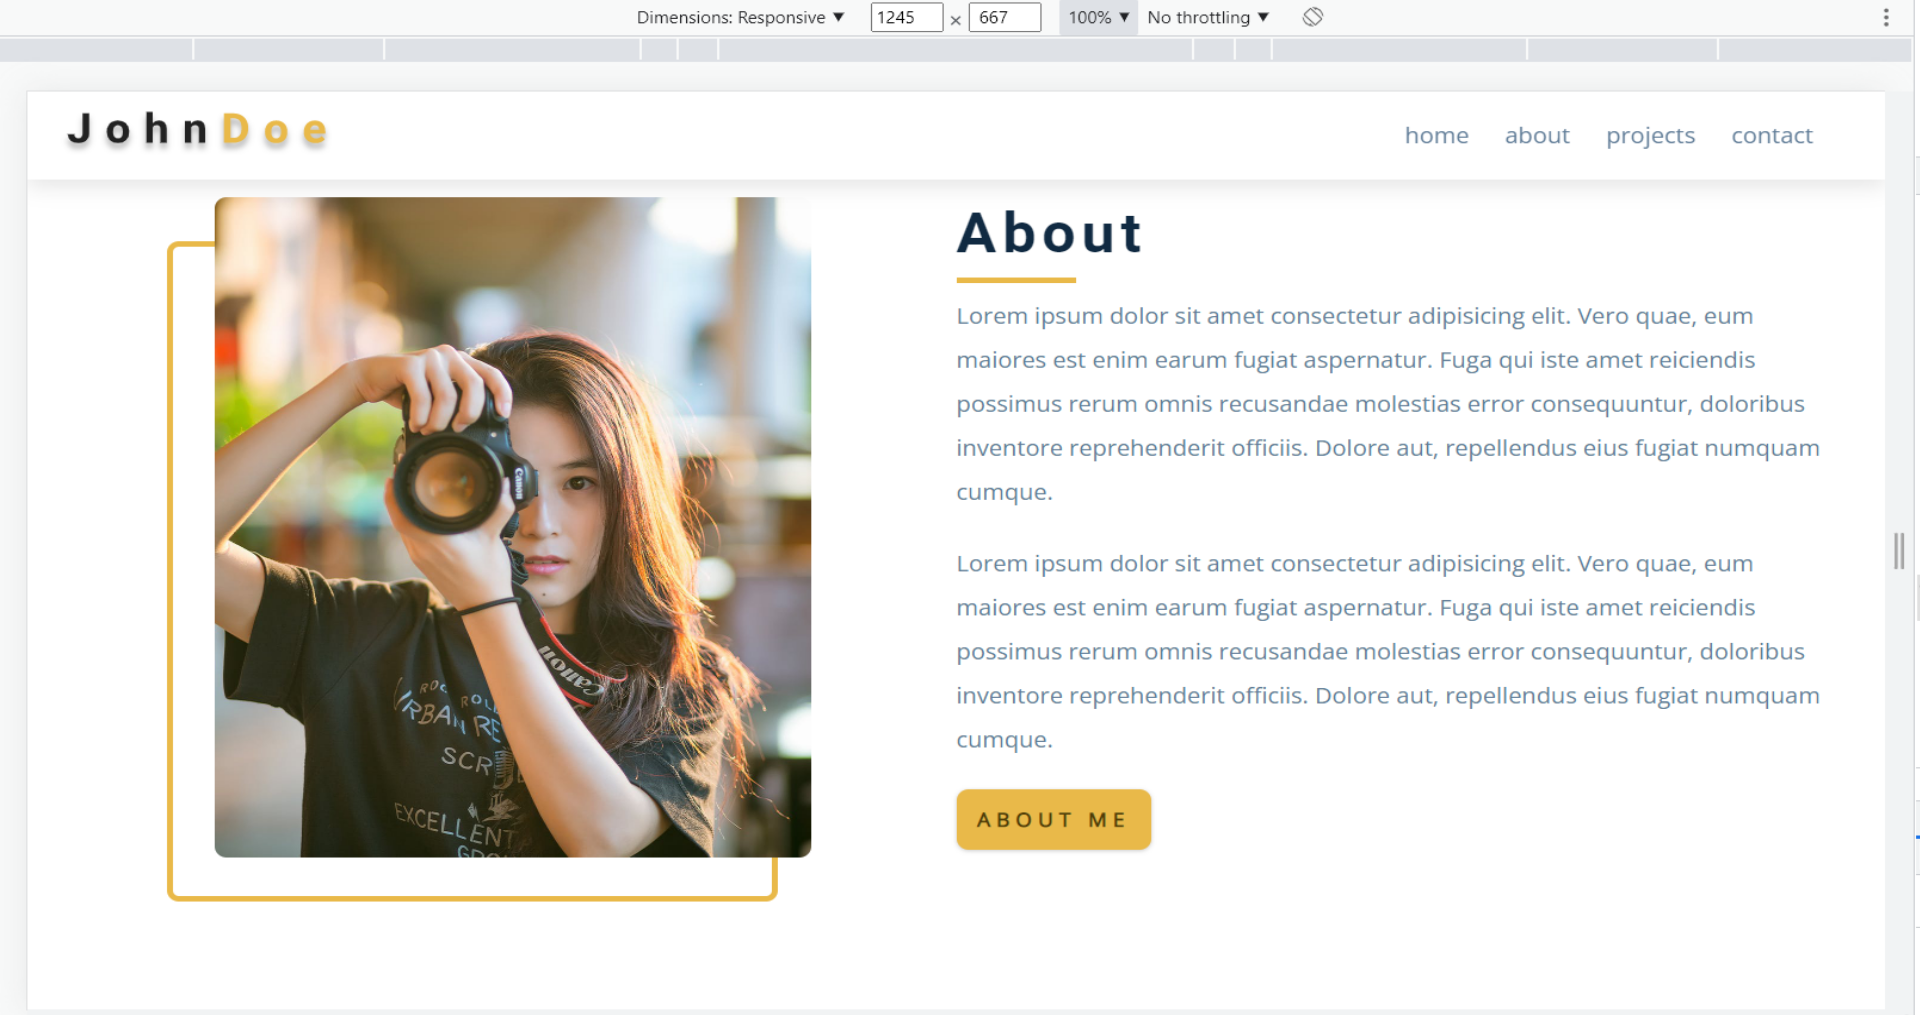 Dimensions: Responsive ▼ 1245 × 667 100% ▼ No throttling ▼
JohnDoe
home about projects contact
About
Lorem ipsum dolor sit amet consectetur adipisicing elit. Vero quae, eum
maiores est enim earum fugiat aspernatur. Fuga qui iste amet reiciendis
possimus rerum omnis recusandae molestias error consequuntur, doloribus
inventore reprehenderit officiis. Dolore aut, repellendus eius fugiat numquam
cumque.
Lorem ipsum dolor sit amet consectetur adipisicing elit. Vero quae, eum
maiores est enim earum fugiat aspernatur. Fuga qui iste amet reiciendis
possimus rerum omnis recusandae molestias error consequuntur, doloribus
inventore reprehenderit officiis. Dolore aut, repellendus eius fugiat numquam
cumque.
ABOUT ME
Canon
Canon
URBAN
EXCELLENT